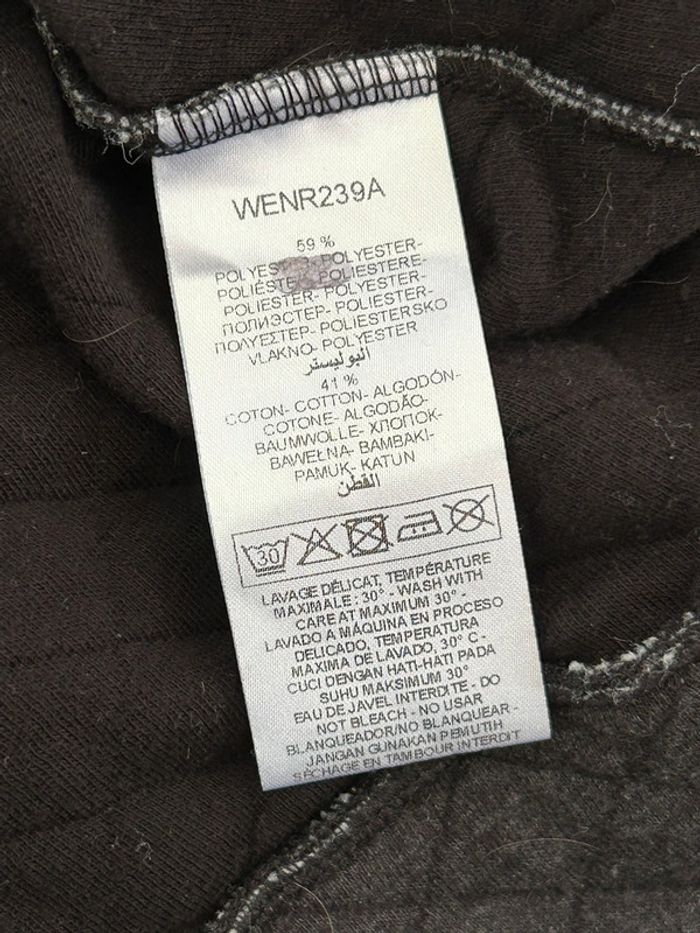 WENR239A
59 %
POLYESTER- POLYESTER-
POLIÉSTER- POLIESTERE-
POLIESTER- POLYESTER-
ПОЛИЭСТЕР- POLIESTER-
ΠΟΛΥΕΣΤΕΡ- POLIESTERSKO
VLAKNO- POLYESTER
البوليستر
41 %
COTON- COTTON- ALGODÓN-
COTONE- ALGODÃO-
BAUMWOLLE- ХЛОПОК-
BAWEŁNA- BAMBAKI-
PAMUK- KATUN
القطن
30
LAVAGE DÉLICAT, TEMPÉRATURE
MAXIMALE : 30° - WASH WITH
CARE AT MAXIMUM 30° -
LAVADO A MÁQUINA EN PROCESO
DELICADO, TEMPERATURA
MAXIMA DE LAVADO, 30° C -
CUCI DENGAN HATI-HATI PADA
SUHU MAKSIMUM 30°
EAU DE JAVEL INTERDITE - DO
NOT BLEACH - NO USAR
BLANQUEADOR/NO BLANQUEAR -
JANGAN GUNAKAN PEMUTIH
SÉCHAGE EN TAMBOUR INTERDIT